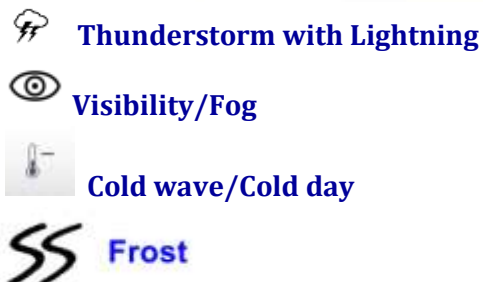 Thunderstorm with Lightning
Visibility/Fog
Cold wave/Cold day
Frost